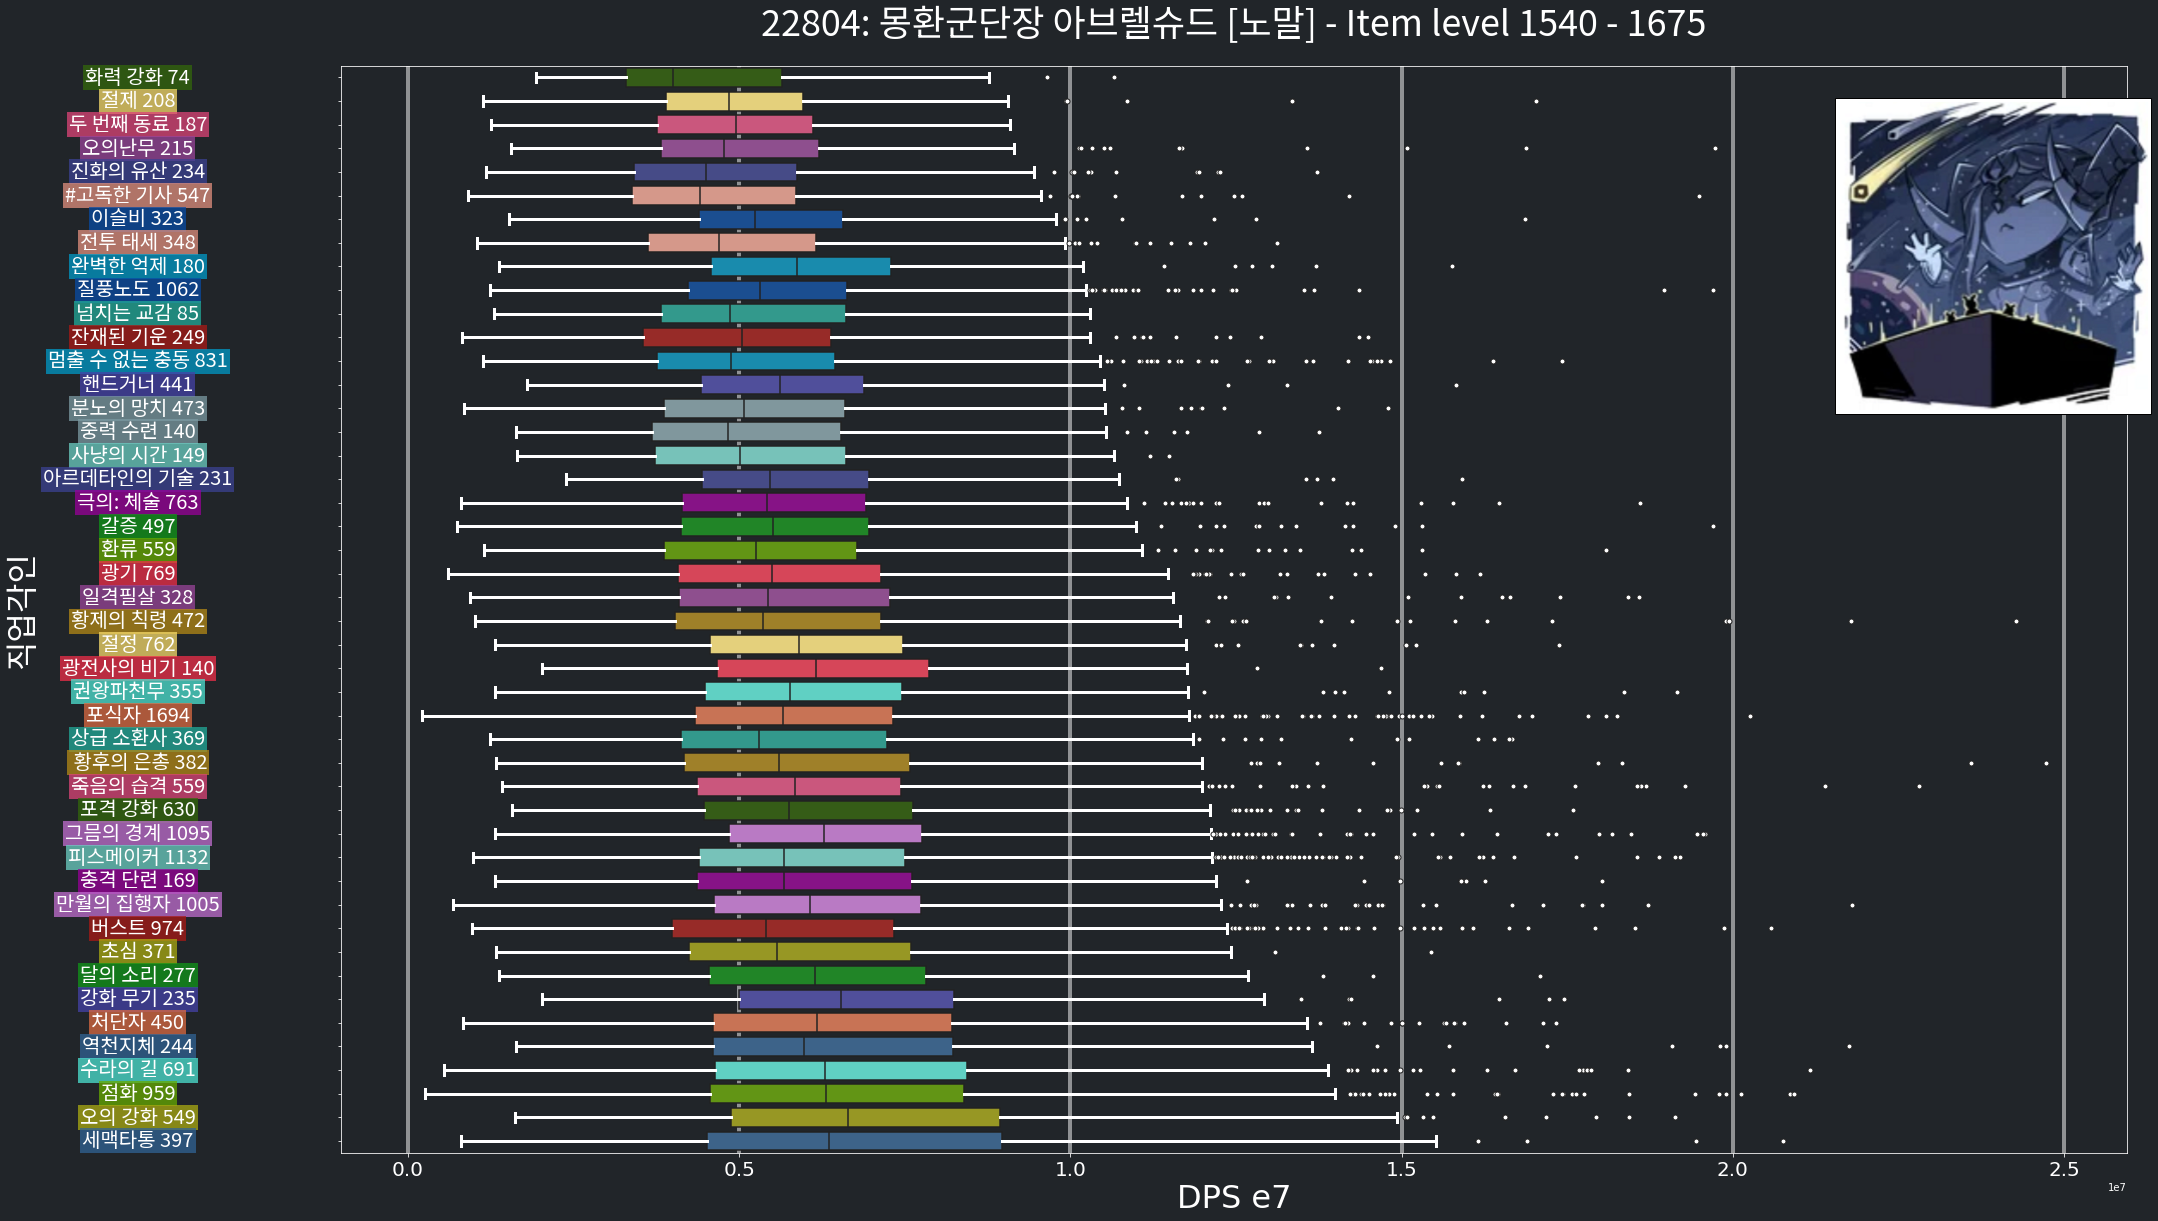 22804: 몽환군단장 아브렐슈드 [노말] - Item level 1540 - 1675
화력 강화 74
절제 208
두 번째 동료 187
오의난무 215
진화의 유산 234
#고독한 기사 547
이슬비 323
전투 태세 348
완벽한 억제 180
질풍노도 1062
넘치는 교감 85
잔재된 기운 249
멈출 수 없는 충동 831
핸드거너 441
분노의 망치 473
중력 수련 140
사냥의 시간 149
아르데타인의 기술 231
극의: 체술 763
갈증 497
환류 559
광기 769
일격필살 328
황제의 칙령 472
절정 762
광전사의 비기 140
권왕파천무 355
포식자 1694
상급 소환사 369
황후의 은총 382
죽음의 습격 559
포격 강화 630
그믐의 경계 1095
피스메이커 1132
충격 단련 169
만월의 집행자 1005
버스트 974
초심 371
달의 소리 277
강화 무기 235
처단자 450
역천지체 244
수라의 길 691
점화 959
오의 강화 549
세맥타통 397
직업각인
0.0 0.5 1.0 1.5 2.0 2.5
1e7
DPS e7